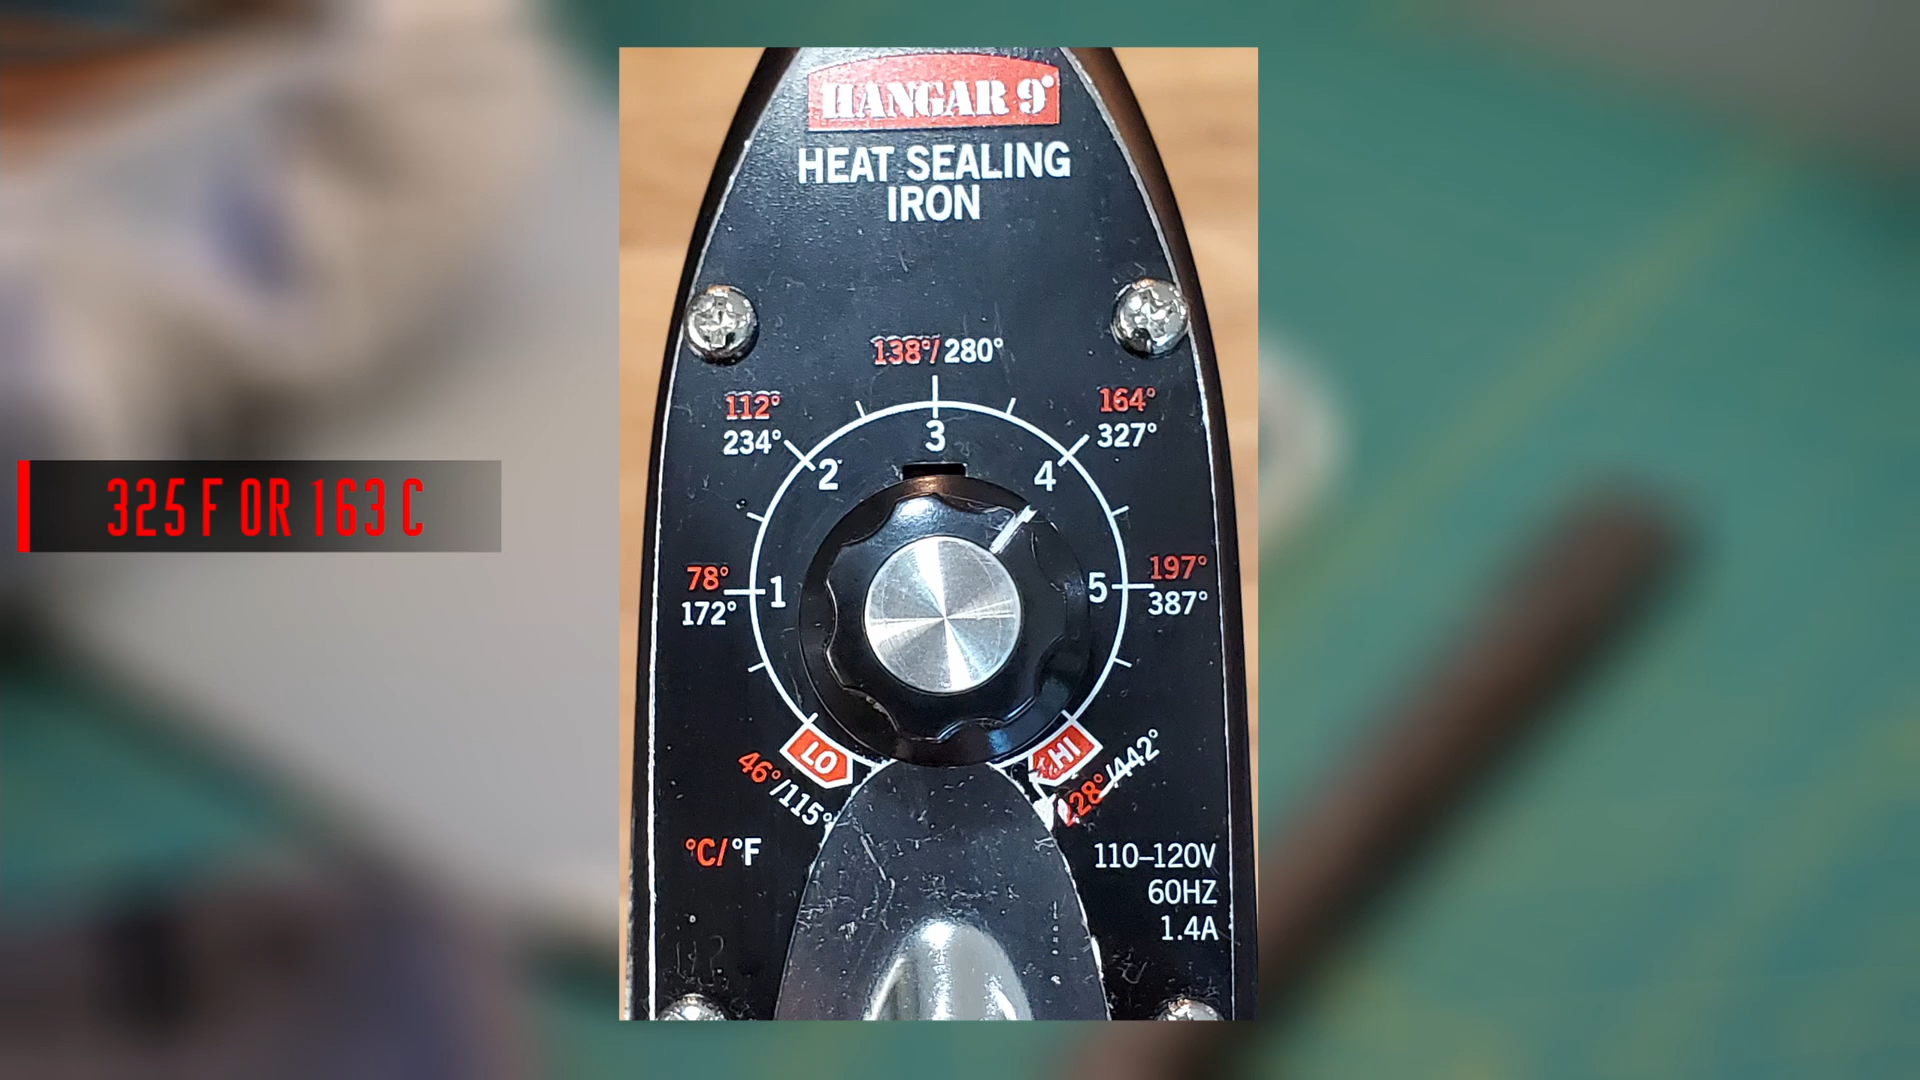 HANGAR 9
HEAT SEALING
IRON
138°/280°
112°
234°
164°
327°
3
2
4
325 F OR 163 C
78°
172°
1
5
197°
387°
LO
HI
46°/115°
228°/442°
°C/°F
110–120V
60HZ
1.4A